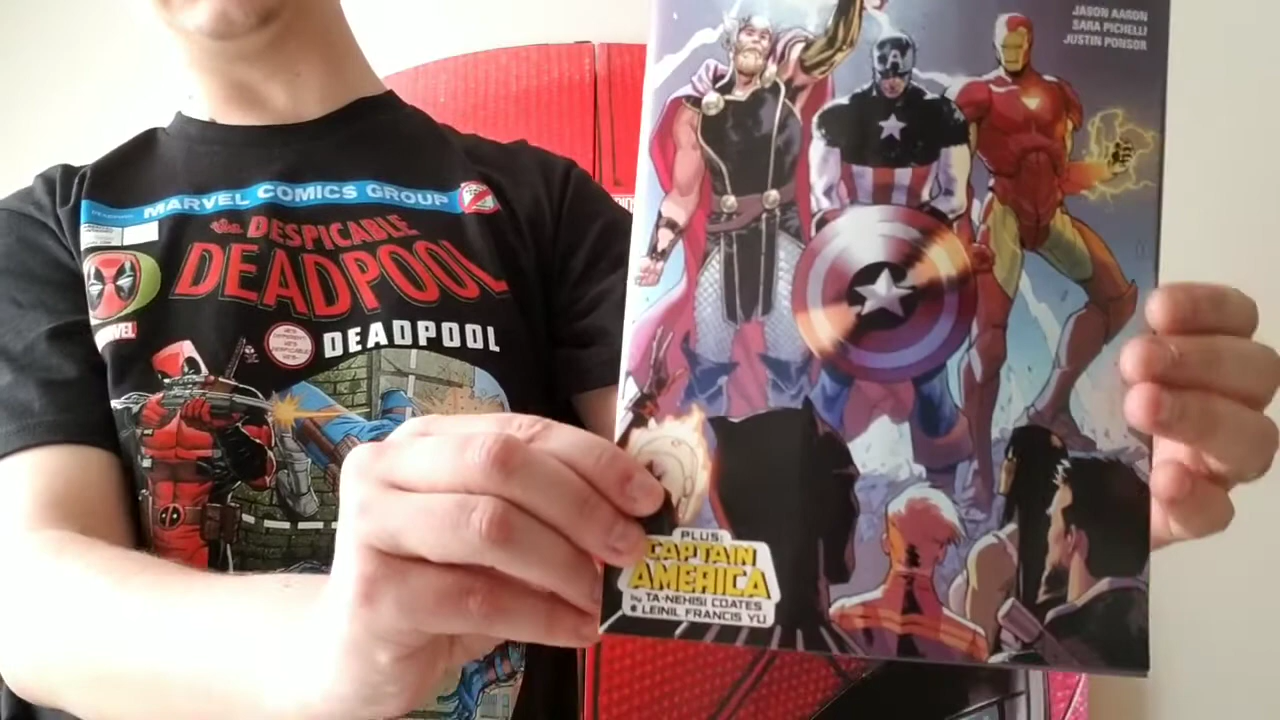 MARVEL COMICS GROUP
the DESPICABLE
DEADPOOL
DEADPOOL
MARVEL
JASON AARON
SARA PICHELLI
JUSTIN PONSOR
PLUS:
CAPTAIN
AMERICA
by TA-NEHISI COATES
& LEINIL FRANCIS YU